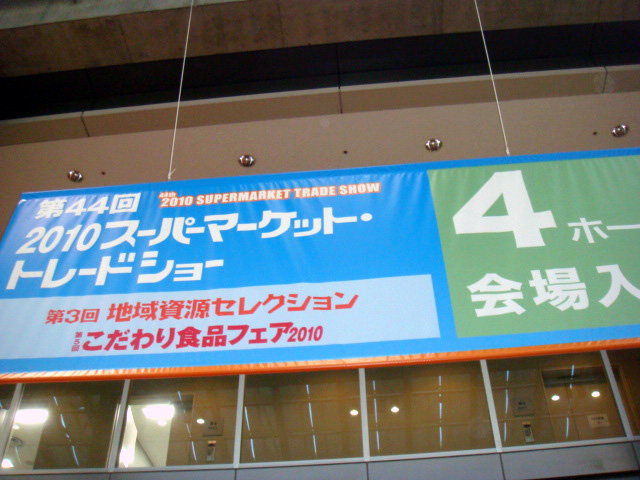 第44回
44th
2010 SUPERMARKET TRADE SHOW
2010スーパーマーケット・
トレードショー
第3回 地域資源セレクション
第5回 こだわり食品フェア2010
4ホー
会場入